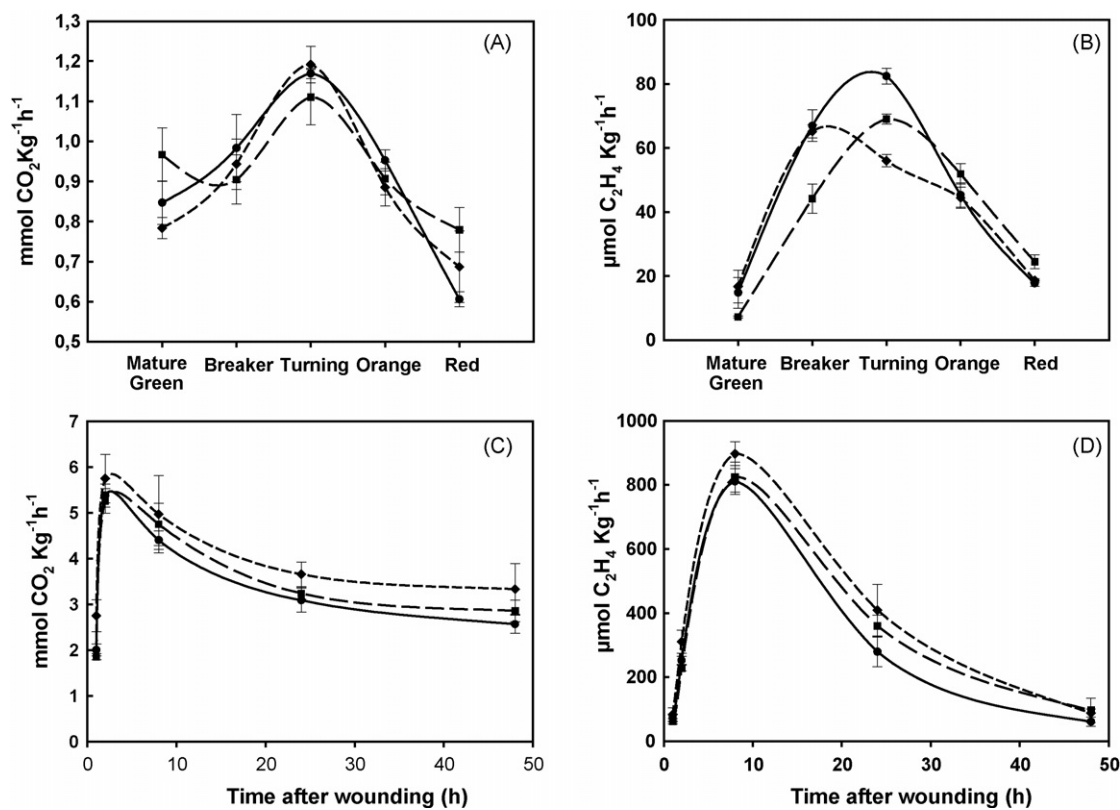 (A)
mmol CO₂Kg⁻¹h⁻¹
1,3
1,2
1,1
1,0
0,9
0,8
0,7
0,6
0,5
Mature Green Breaker Turning Orange Red
(B)
µmol C₂H₄ Kg⁻¹h⁻¹
100
80
60
40
20
0
Mature Green Breaker Turning Orange Red
(C)
mmol CO₂ Kg⁻¹h⁻¹
7
6
5
4
3
2
1
0
0 10 20 30 40 50
Time after wounding (h)
(D)
µmol C₂H₄ Kg⁻¹h⁻¹
1000
800
600
400
200
0
0 10 20 30 40 50
Time after wounding (h)